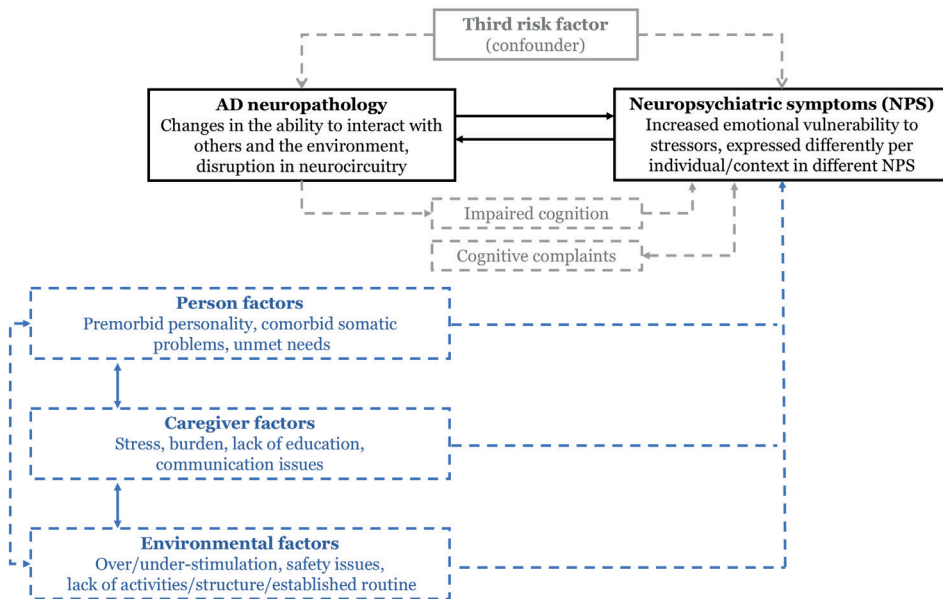 Third risk factor
(confounder)
AD neuropathology
Changes in the ability to interact with
others and the environment,
disruption in neurocircuitry
Neuropsychiatric symptoms (NPS)
Increased emotional vulnerability to
stressors, expressed differently per
individual/context in different NPS
Impaired cognition
Cognitive complaints
Person factors
Premorbid personality, comorbid somatic
problems, unmet needs
Caregiver factors
Stress, burden, lack of education,
communication issues
Environmental factors
Over/under-stimulation, safety issues,
lack of activities/structure/established routine